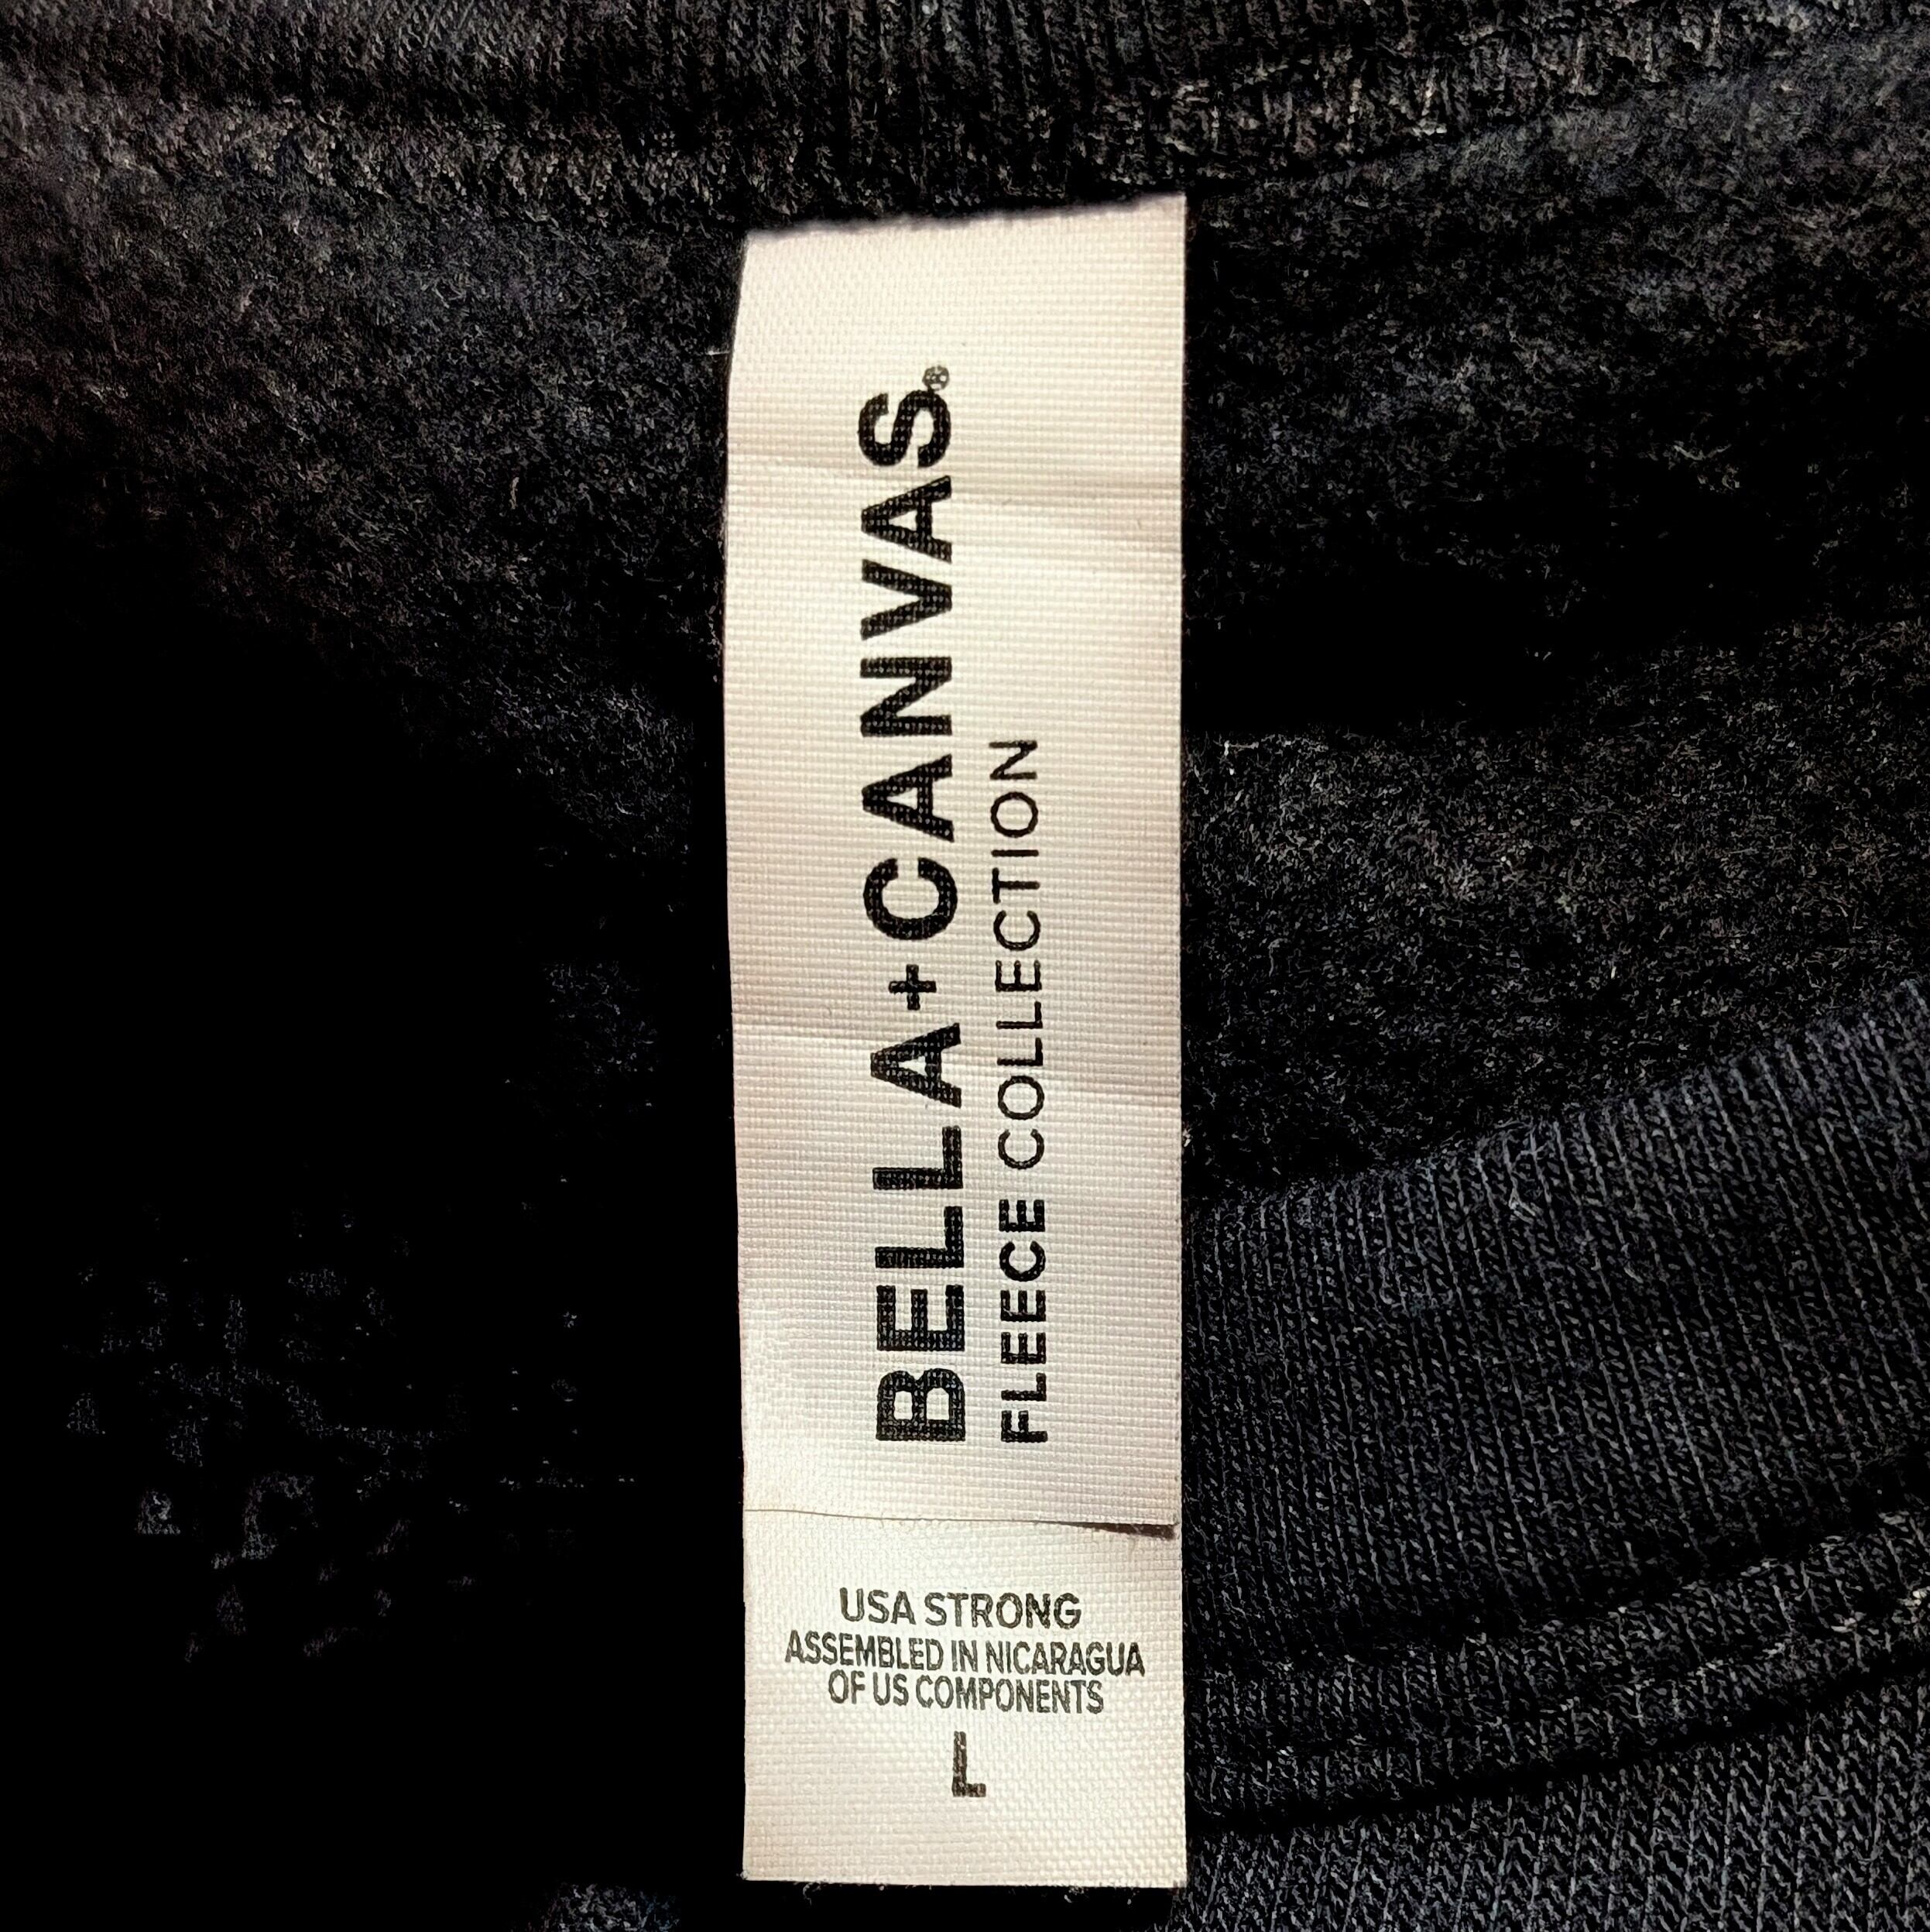 BELLA+CANVAS®
FLEECE COLLECTION
USA STRONG
ASSEMBLED IN NICARAGUA
OF US COMPONENTS
L